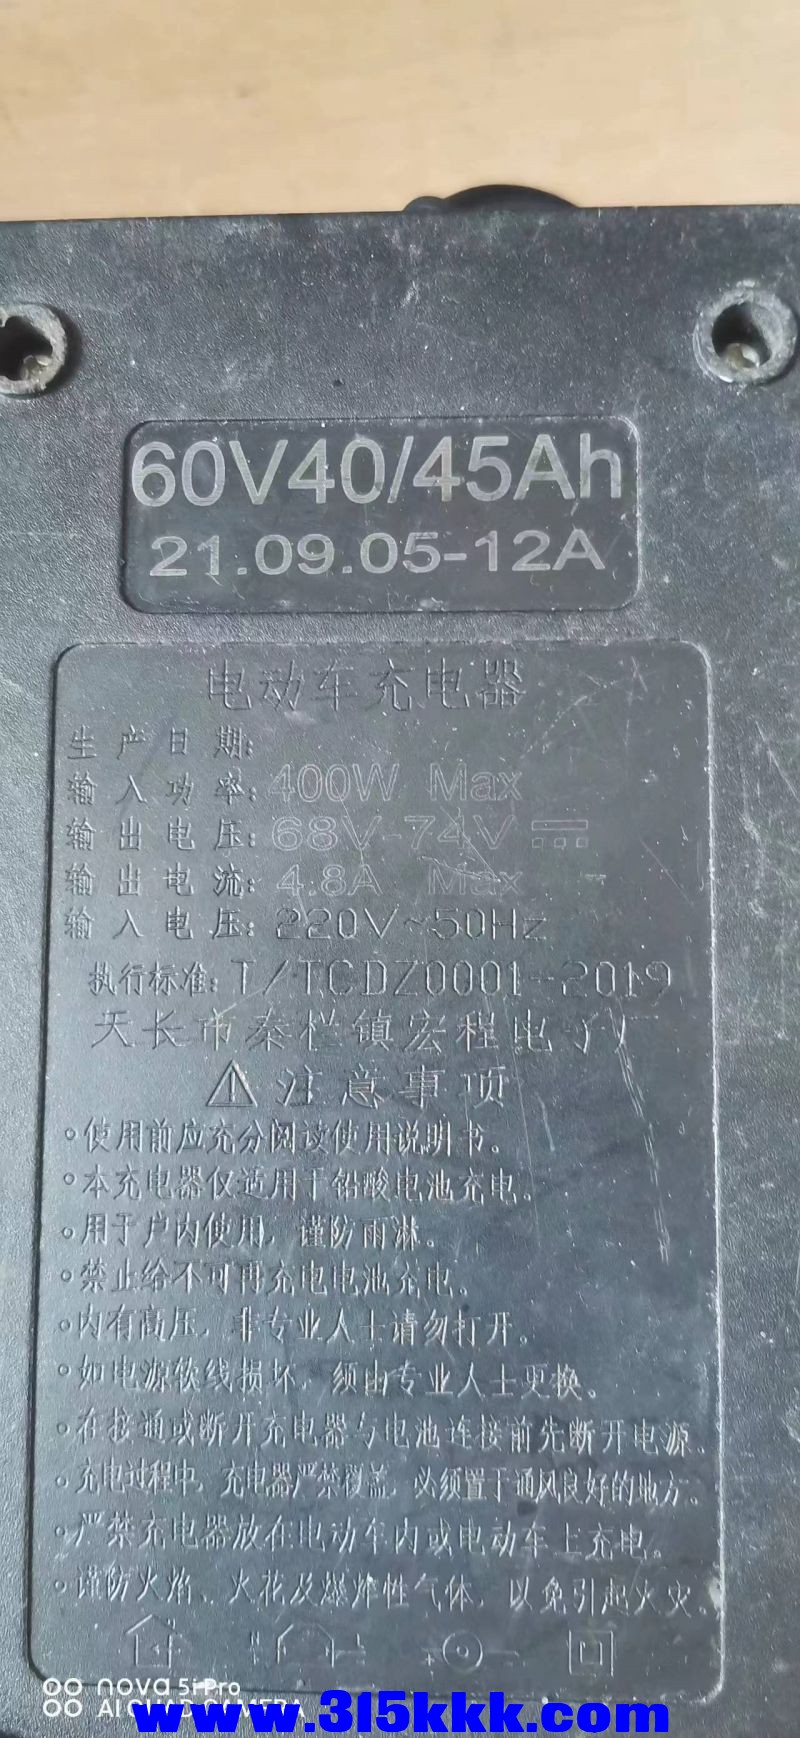 60V40/45Ah
21.09.05-12A
电动车充电器
生产日期:
输入功率:400W Max
输出电压:68V-74V
输出电流:4.8A Max
输入电压:220V~50Hz
执行标准:T/TCDZ0001-2019
天长市秦栏镇宏程电子厂
注意事项
使用前应充分阅读使用说明书。
本充电器仅适用于铅酸电池充电。
用于户内使用,谨防雨淋。
禁止给不可再充电电池充电。
内有高压,非专业人士请勿打开。
如电源软线损坏,须由专业人士更换。
在接通或断开充电器与电池连接前先断开电源。
充电过程中,充电器严禁覆盖,必须置于通风良好的地方。
严禁充电器放在电动车内或电动车上充电。
谨防火焰、火花及爆炸性气体,以免引起火灾。
nova 5i Pro
AI QUAD CAMERA
www.315kkk.com